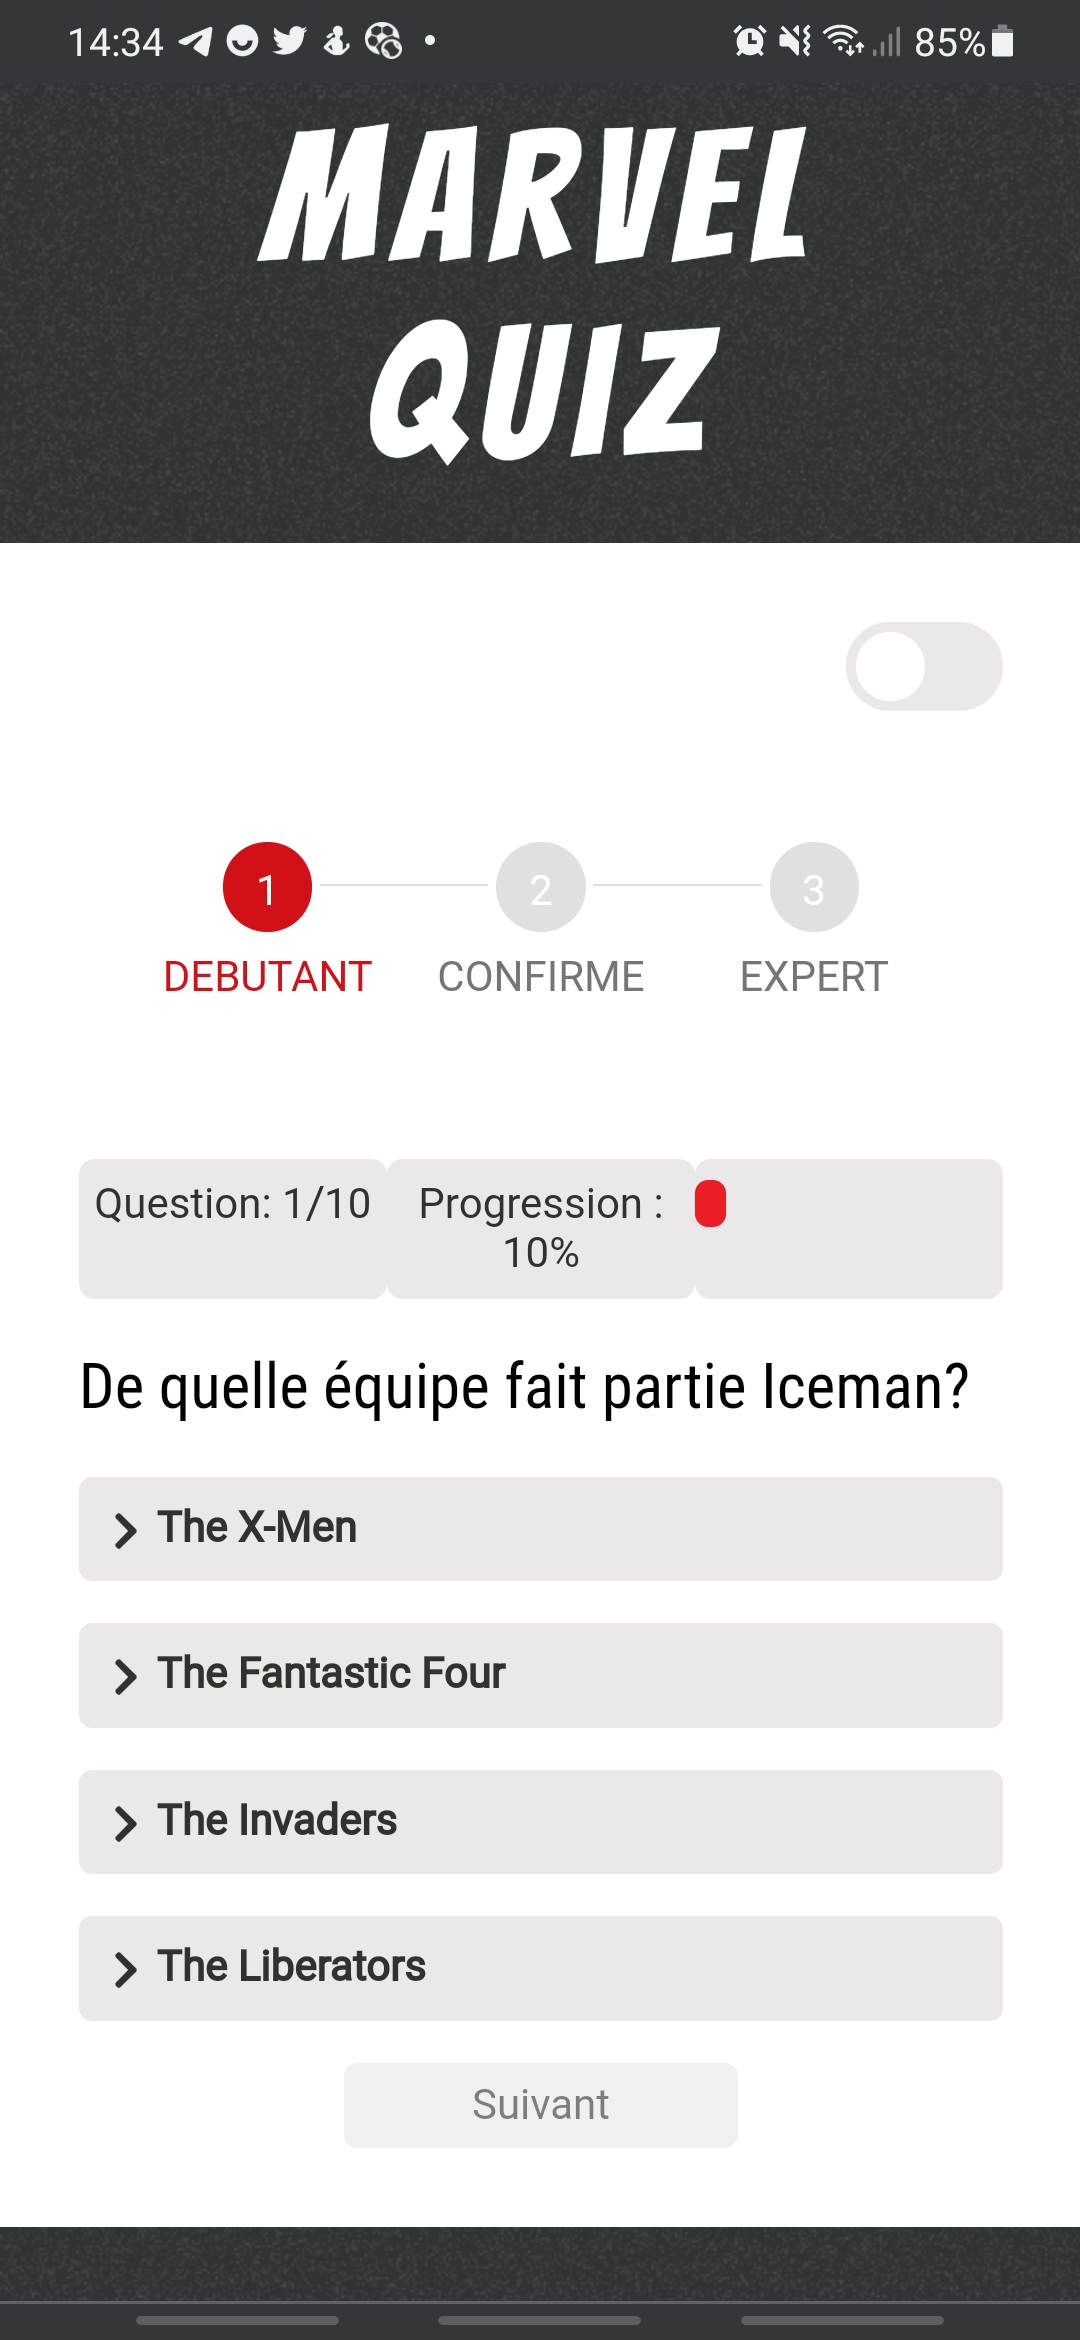 14:34 85%
MARVEL
QUIZ
1 2 3
DEBUTANT CONFIRME EXPERT
Question: 1/10 Progression :
10%
De quelle équipe fait partie Iceman?
The X-Men
The Fantastic Four
The Invaders
The Liberators
Suivant